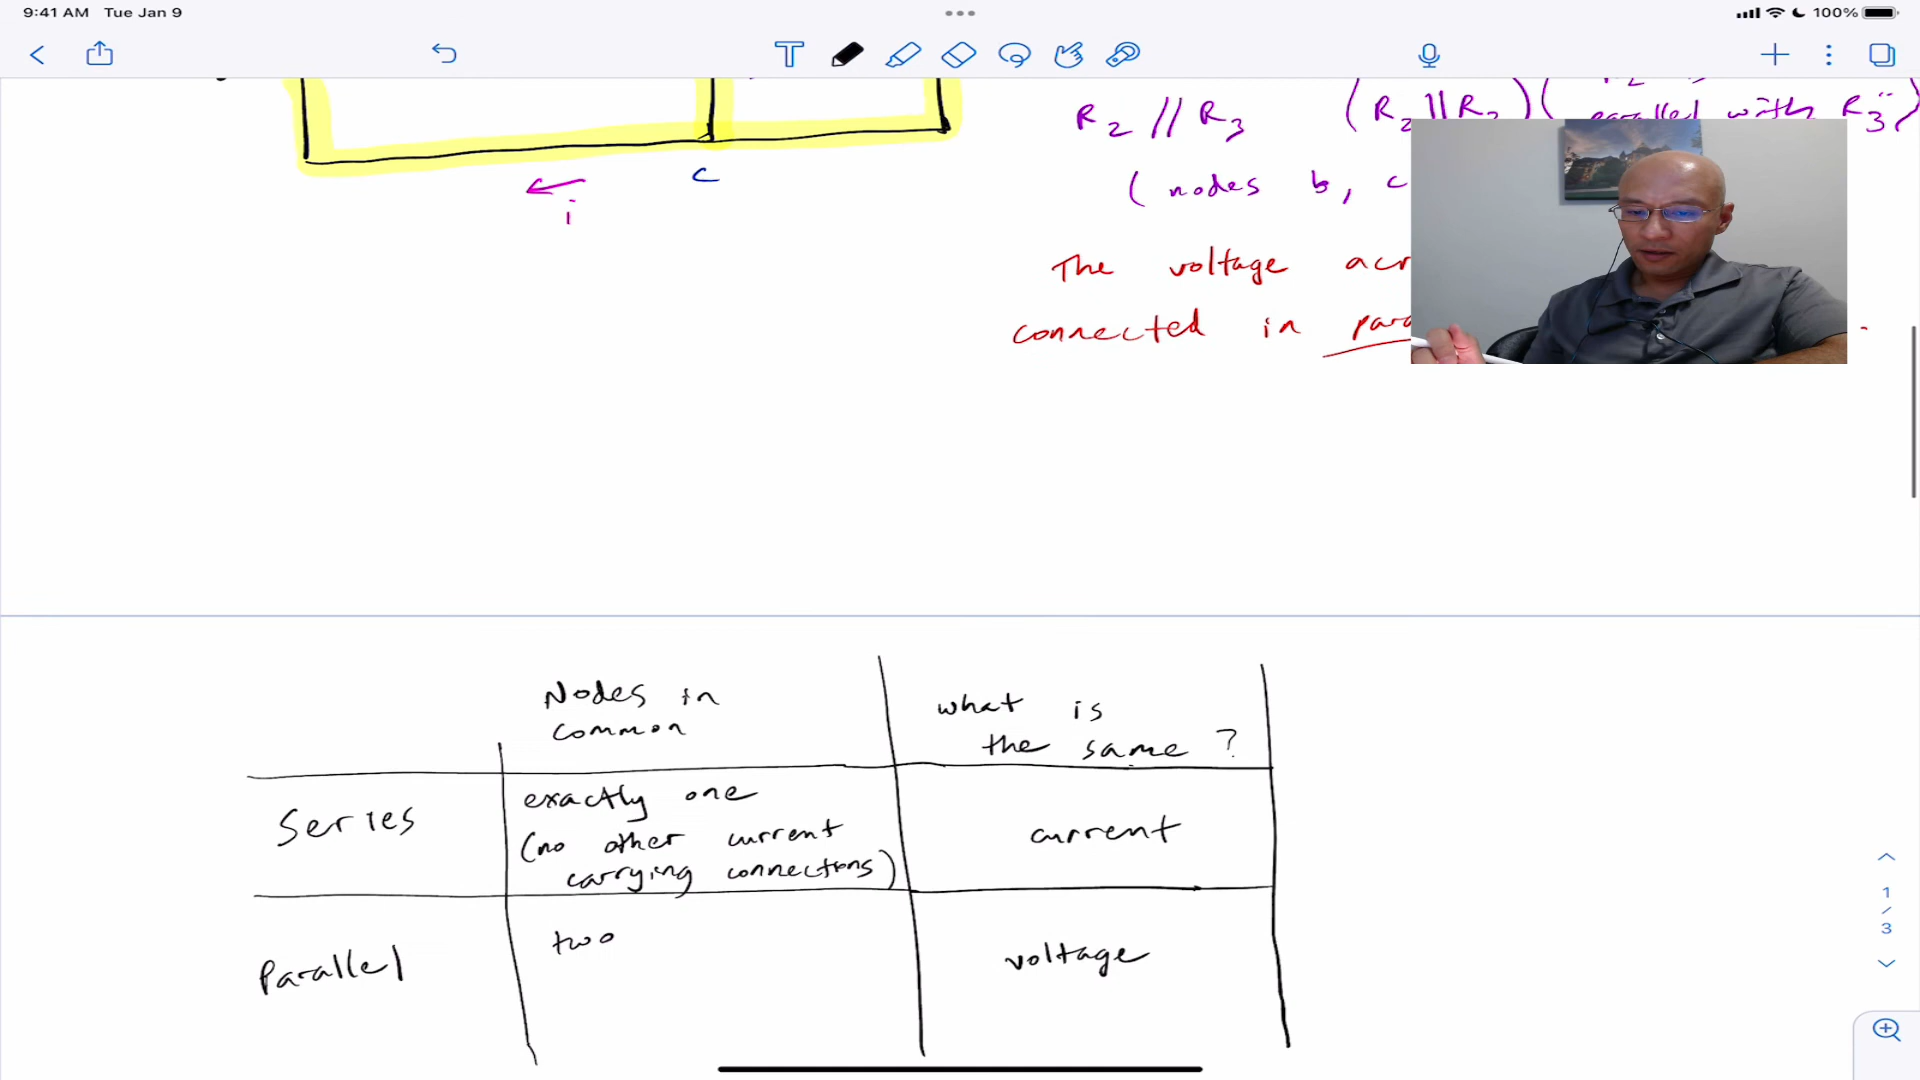 9:41 AM Tue Jan 9
100%
R2 // R3 (R2 || R3) ( parallel with R3")
( nodes b, c
c
i
The voltage acr
connected in para
Nodes in common
what is the same ?
Series
exactly one
(no other current
carrying connections)
current
Parallel
two
voltage
1
/
3